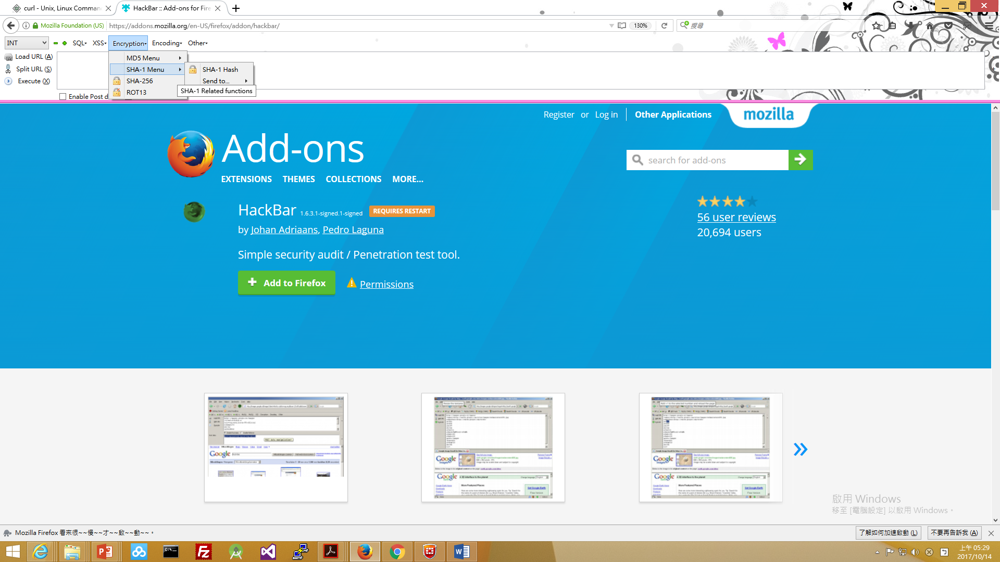 curl - Unix, Linux Comman
HackBar :: Add-ons for Fire
Mozilla Foundation (US)
https://addons.mozilla.org/en-US/firefox/addon/hackbar/
130%
搜尋
INT
SQL
XSS
Encryption
Encoding
Other
Load URL (A)
Split URL (S)
Execute (X)
MD5 Menu
SHA-1 Menu
SHA-256
ROT13
SHA-1 Hash
Send to...
SHA-1 Related functions
Enable Post d
Register or Log in
Other Applications
mozilla
Add-ons
search for add-ons
EXTENSIONS THEMES COLLECTIONS MORE...
HackBar 1.6.3.1-signed.1-signed REQUIRES RESTART
by Johan Adriaans, Pedro Laguna
56 user reviews
20,694 users
Simple security audit / Penetration test tool.
Add to Firefox
Permissions
Google
Google
Google
Google
Google
啟用 Windows
移至 [電腦設定] 以啟用 Windows。
Mozilla Firefox 看來很~~慢~~才~~啟~~動~~。
了解如何加速啟動 (L)
不要再告訴我 (A)
上午 05:29
2017/10/14